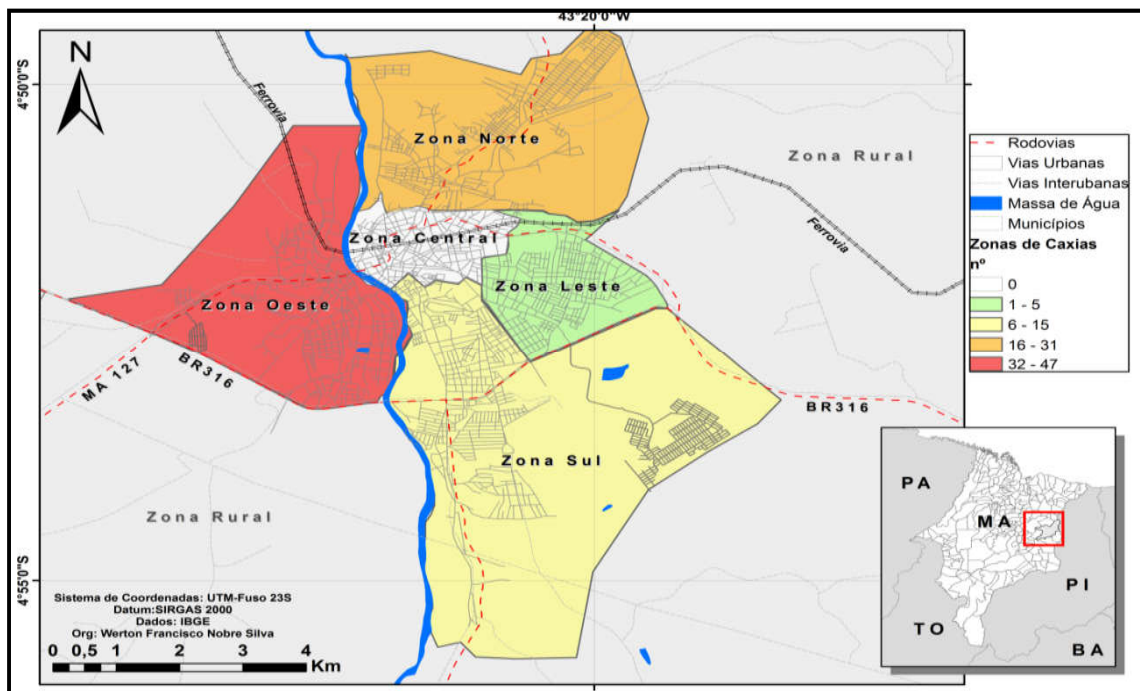 43°20'0"W
N
4°50'0"S
Ferrovia
Zona Norte
Zona Rural
Zona Central
Ferrovia
Zona Leste
Zona Oeste
MA 127
BR316
BR316
Zona Sul
Zona Rural
4°55'0"S
Rodovias
Vias Urbanas
Vias Interubanas
Massa de Água
Municípios
Zonas de Caxias
nº
0
1 - 5
6 - 15
16 - 31
32 - 47
PA
MA
PI
TO
BA
Sistema de Coordenadas: UTM-Fuso 23S
Datum:SIRGAS 2000
Dados: IBGE
Org: Werton Francisco Nobre Silva
0 0,5 1 2 3 4
Km